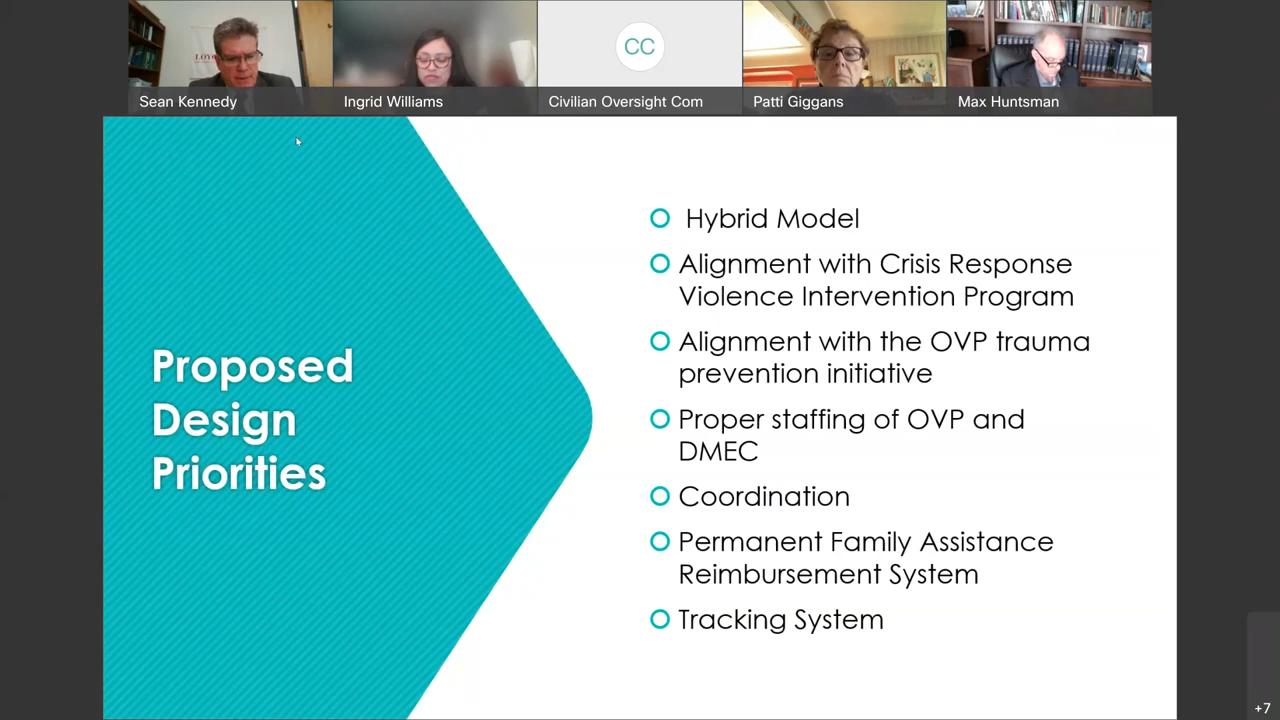 CC
Sean Kennedy
Ingrid Williams
Civilian Oversight Com
Patti Giggans
Max Huntsman
Proposed
Design
Priorities
Hybrid Model
Alignment with Crisis Response
Violence Intervention Program
Alignment with the OVP trauma
prevention initiative
Proper staffing of OVP and
DMEC
Coordination
Permanent Family Assistance
Reimbursement System
Tracking System
+7